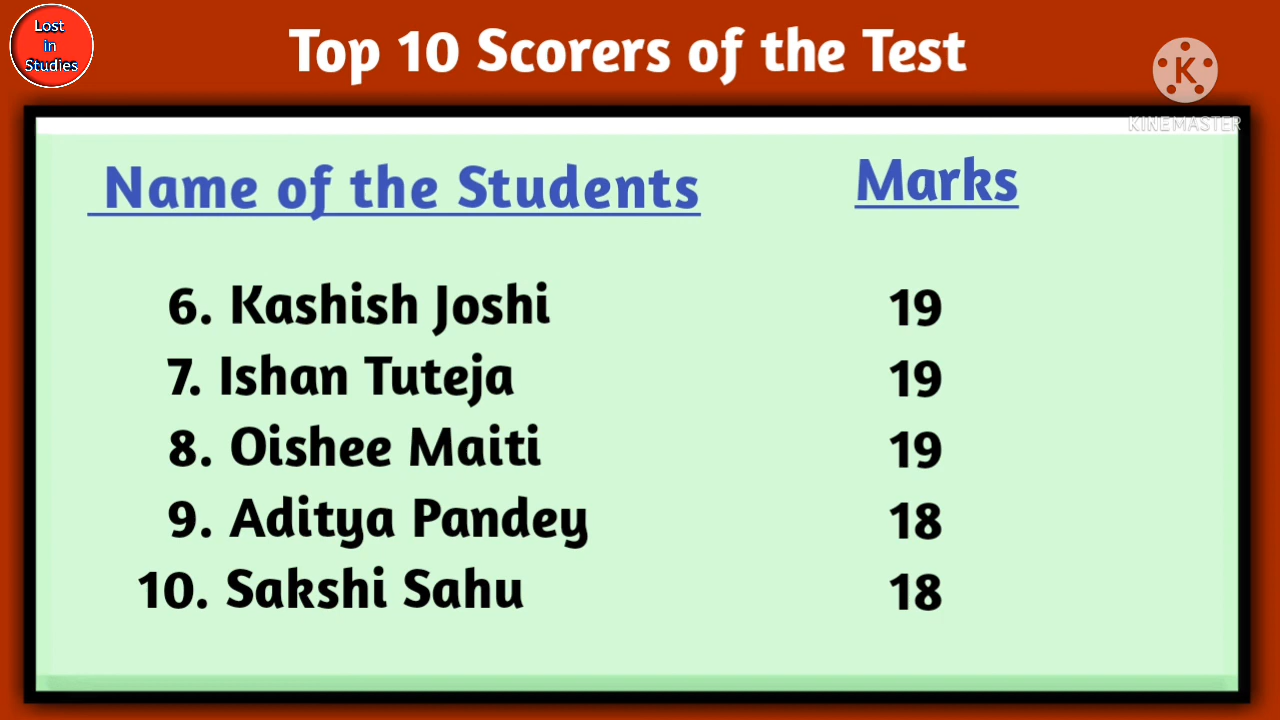 Lost
in
Studies
Top 10 Scorers of the Test
K
KINEMASTER
Name of the Students Marks
6. Kashish Joshi 19
7. Ishan Tuteja 19
8. Oishee Maiti 19
9. Aditya Pandey 18
10. Sakshi Sahu 18